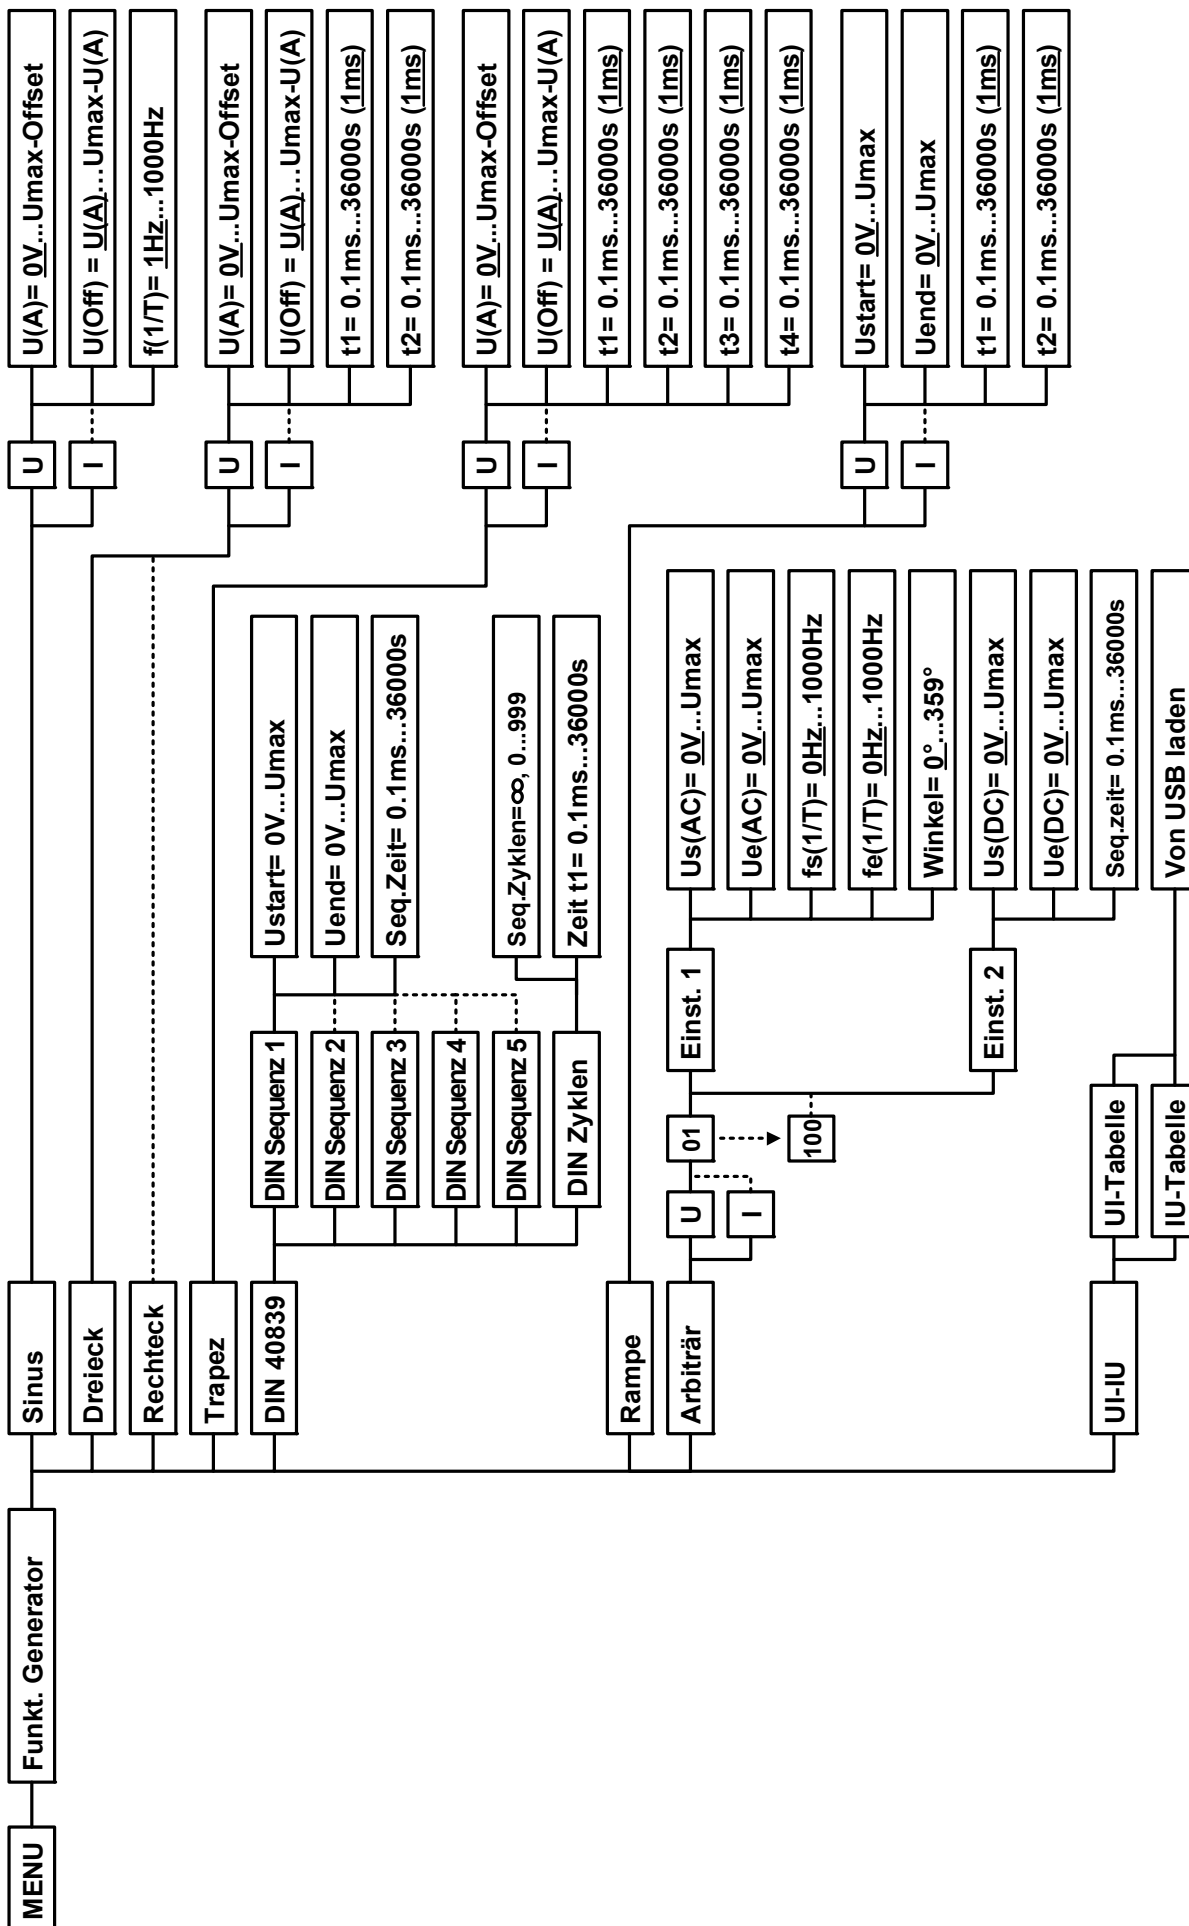 MENU
Funkt. Generator
Sinus
U
I
U(A)= 0V...Umax-Offset
U(Off) = U(A)...Umax-U(A)
f(1/T)= 1Hz...1000Hz
Dreieck
Rechteck
U
I
U(A)= 0V...Umax-Offset
U(Off) = U(A)...Umax-U(A)
t1= 0.1ms...36000s (1ms)
t2= 0.1ms...36000s (1ms)
Trapez
U
I
U(A)= 0V...Umax-Offset
U(Off) = U(A)...Umax-U(A)
t1= 0.1ms...36000s (1ms)
t2= 0.1ms...36000s (1ms)
t3= 0.1ms...36000s (1ms)
t4= 0.1ms...36000s (1ms)
DIN 40839
DIN Sequenz 1
DIN Sequenz 2
DIN Sequenz 3
DIN Sequenz 4
DIN Sequenz 5
DIN Zyklen
Ustart= 0V...Umax
Uend= 0V...Umax
Seq.Zeit= 0.1ms...36000s
Seq.Zyklen=∞, 0...999
Zeit t1= 0.1ms...36000s
Rampe
U
I
Ustart= 0V...Umax
Uend= 0V...Umax
t1= 0.1ms...36000s (1ms)
t2= 0.1ms...36000s (1ms)
Arbiträr
U
I
01
100
Einst. 1
Us(AC)= 0V...Umax
Ue(AC)= 0V...Umax
fs(1/T)= 0Hz...1000Hz
fe(1/T)= 0Hz...1000Hz
Winkel= 0°...359°
Einst. 2
Us(DC)= 0V...Umax
Ue(DC)= 0V...Umax
Seq.zeit= 0.1ms...36000s
UI-IU
UI-Tabelle
IU-Tabelle
Von USB laden